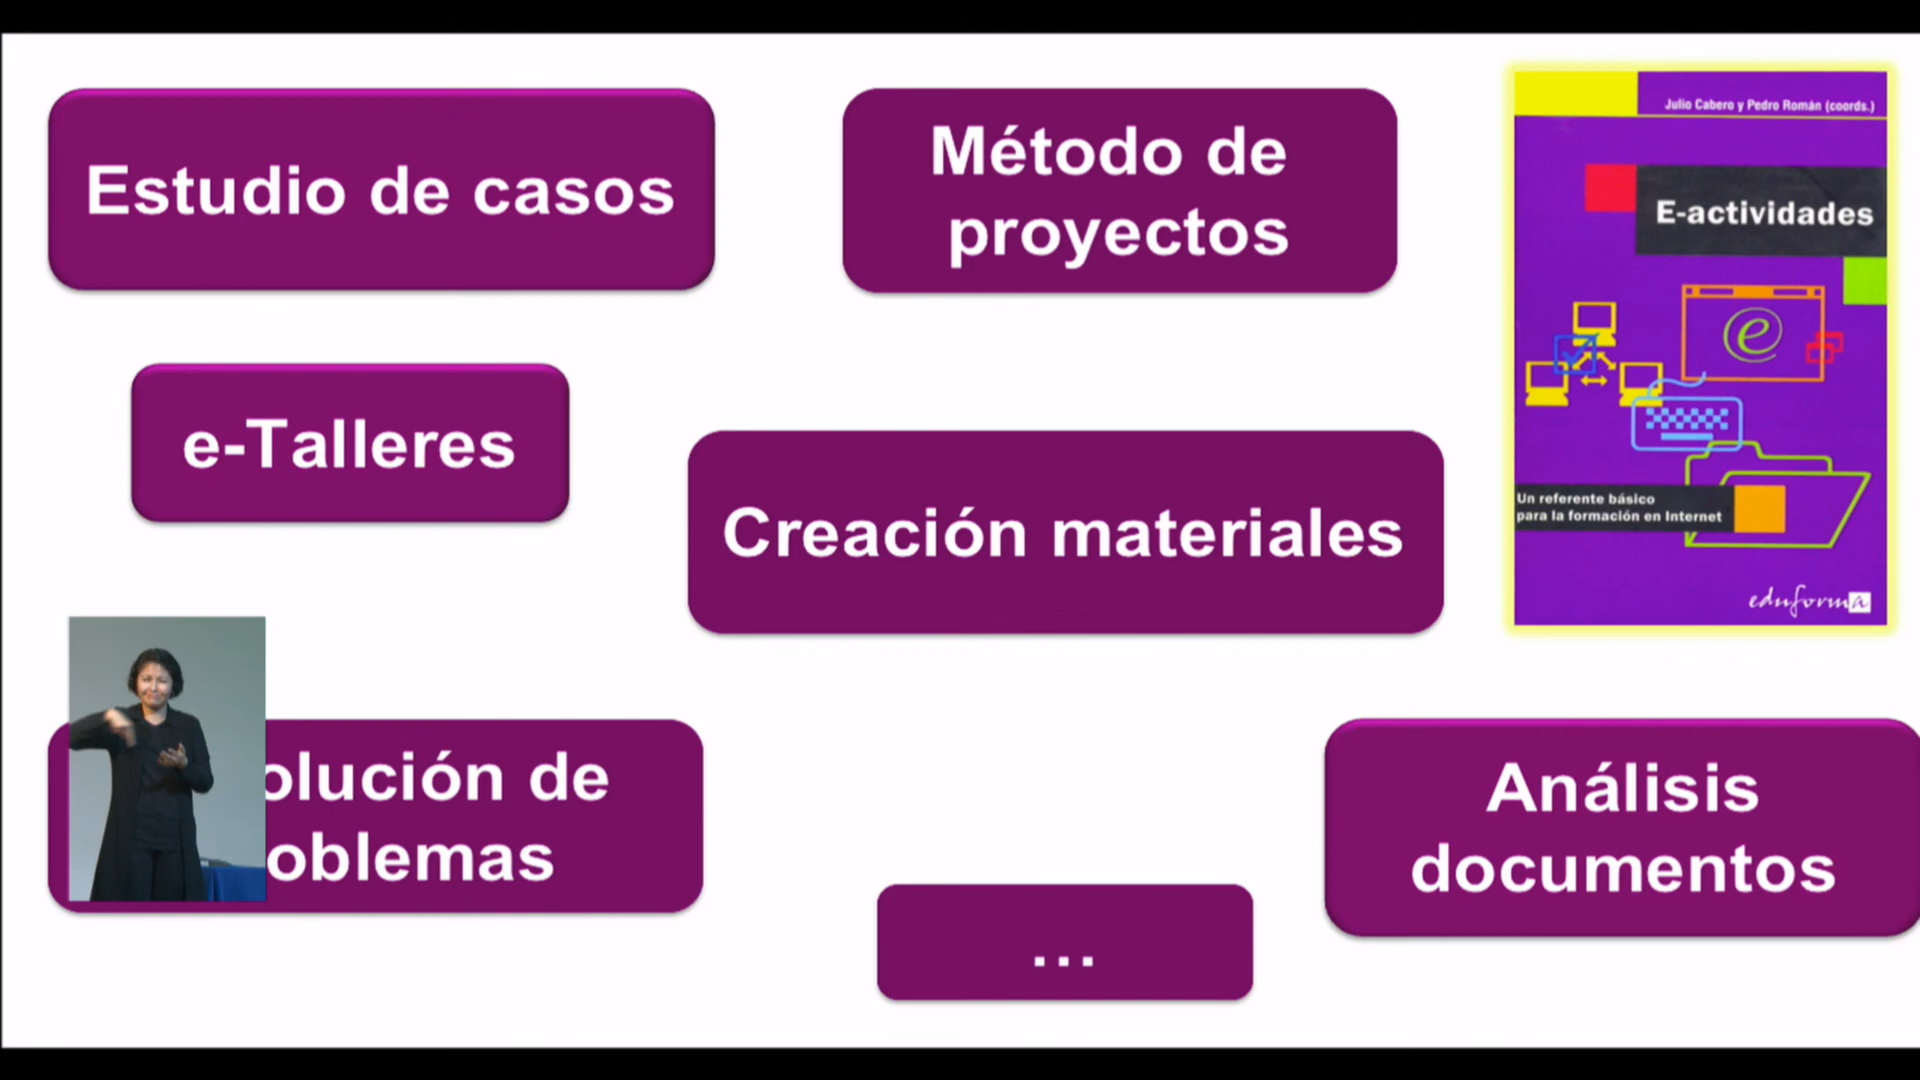 Estudio de casos
Método de
proyectos
Julio Cabero y Pedro Román (coords.)
E-actividades
e
Un referente básico
para la formación en Internet
eduforma
e-Talleres
Creación materiales
olución de
oblemas
...
Análisis
documentos